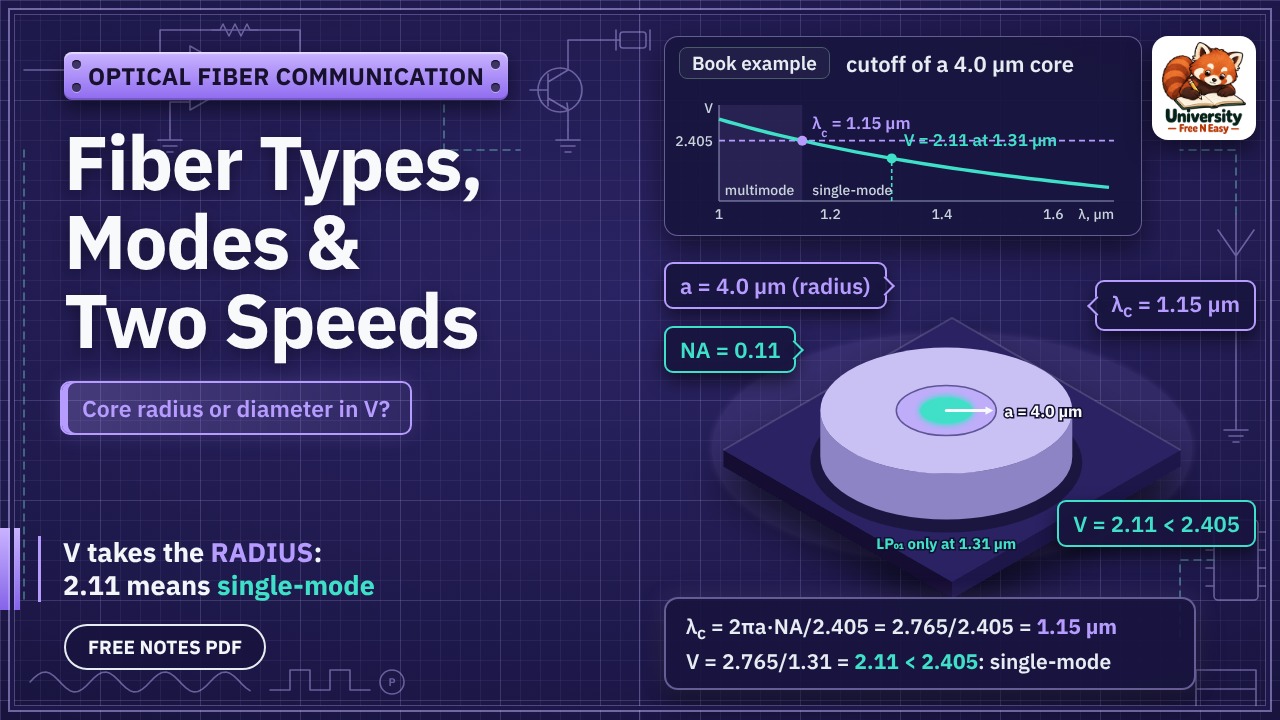 OPTICAL FIBER COMMUNICATION
Fiber Types,
Modes &
Two Speeds
Core radius or diameter in V?
V takes the RADIUS:
2.11 means single-mode
FREE NOTES PDF
P
Book example
cutoff of a 4.0 μm core
V
2.405
λc = 1.15 μm
V = 2.11 at 1.31 μm
multimode
single-mode
1
1.2
1.4
1.6
λ, μm
University
Free N Easy
a = 4.0 μm (radius)
λc = 1.15 μm
NA = 0.11
a = 4.0 μm
V = 2.11 < 2.405
LP₀₁ only at 1.31 μm
λc = 2πa·NA/2.405 = 2.765/2.405 = 1.15 μm
V = 2.765/1.31 = 2.11 < 2.405: single-mode